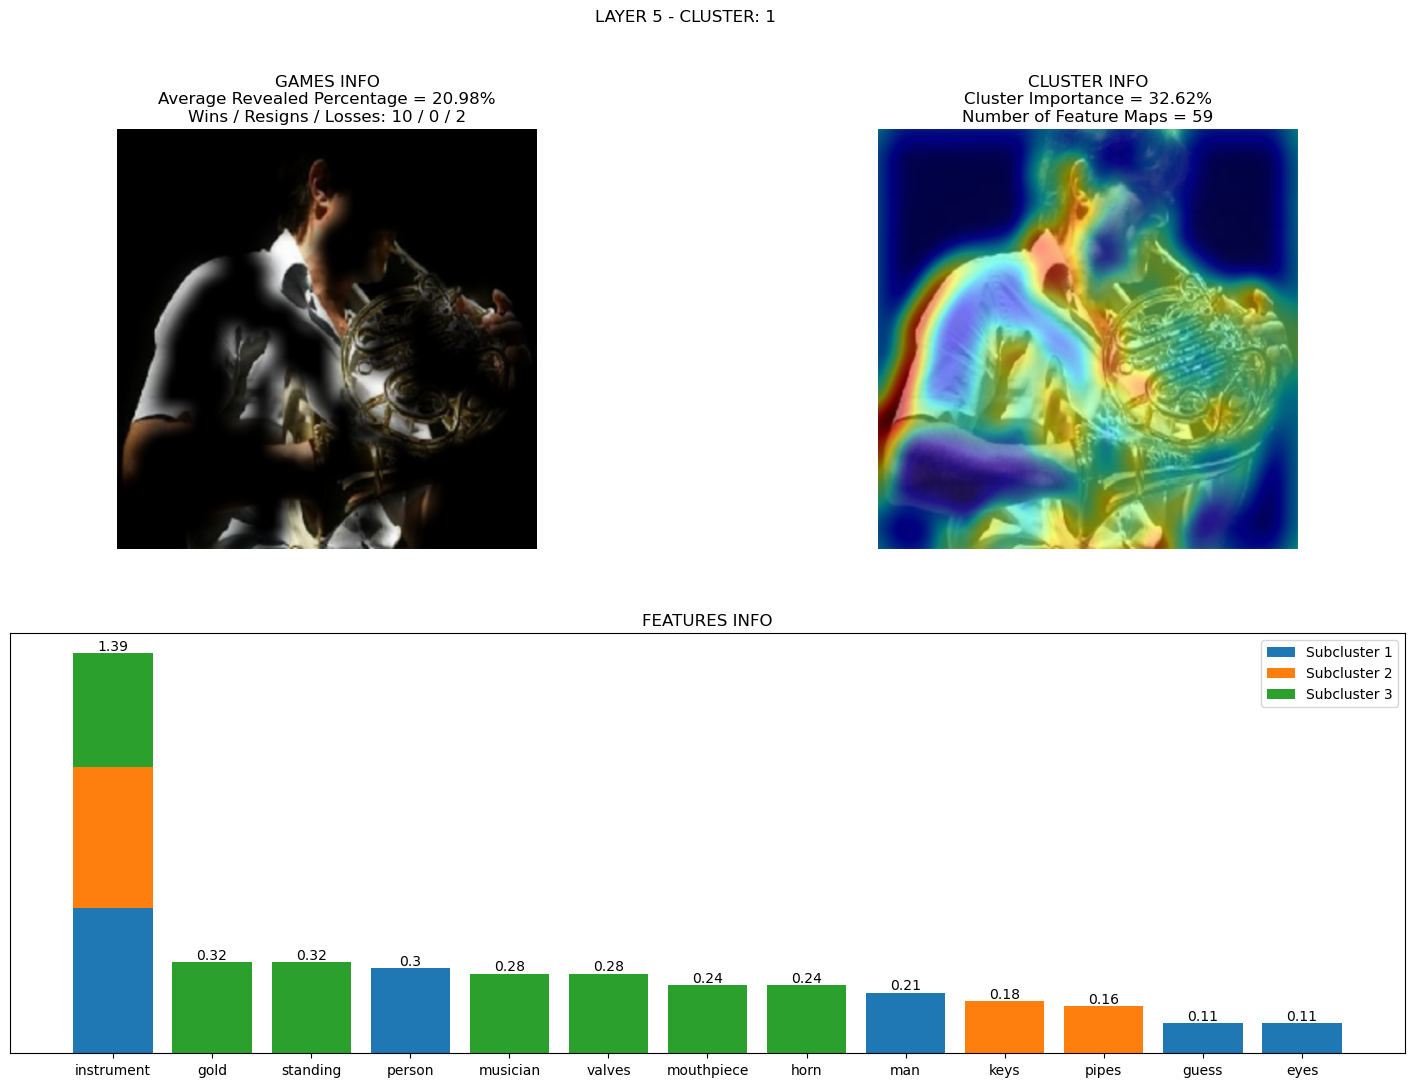 LAYER 5 - CLUSTER: 1
GAMES INFO
Average Revealed Percentage = 20.98%
Wins / Resigns / Losses: 10 / 0 / 2
CLUSTER INFO
Cluster Importance = 32.62%
Number of Feature Maps = 59
FEATURES INFO
Subcluster 1
Subcluster 2
Subcluster 3
1.39
0.32
0.32
0.3
0.28
0.28
0.24
0.24
0.21
0.18
0.16
0.11
0.11
instrument
gold
standing
person
musician
valves
mouthpiece
horn
man
keys
pipes
guess
eyes